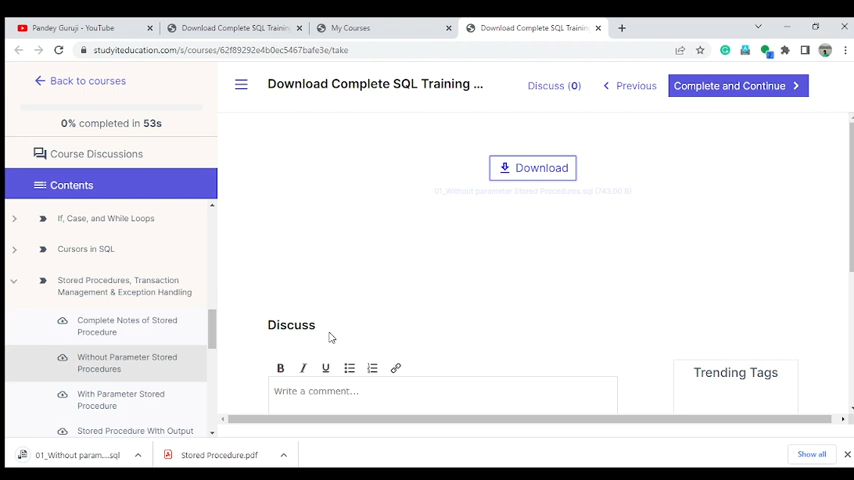 Pandey Guruji - YouTube
Download Complete SQL Training
My Courses
Download Complete SQL Training
studyiteducation.com/s/courses/62f89292e4b0ec5467bafe3e/take
Back to courses
0% completed in 53s
Course Discussions
Contents
If, Case, and While Loops
Cursors in SQL
Stored Procedures, Transaction
Management & Exception Handling
Complete Notes of Stored
Procedure
Without Parameter Stored
Procedures
With Parameter Stored
Procedure
Stored Procedure WIth Output
Download Complete SQL Training ...
Discuss (0)
Previous
Complete and Continue
Download
01_Without parameter Stored Procedures.sql (743.00 B)
Discuss
B I U
Write a comment...
Trending Tags
01_Without param....sql
Stored Procedure.pdf
Show all